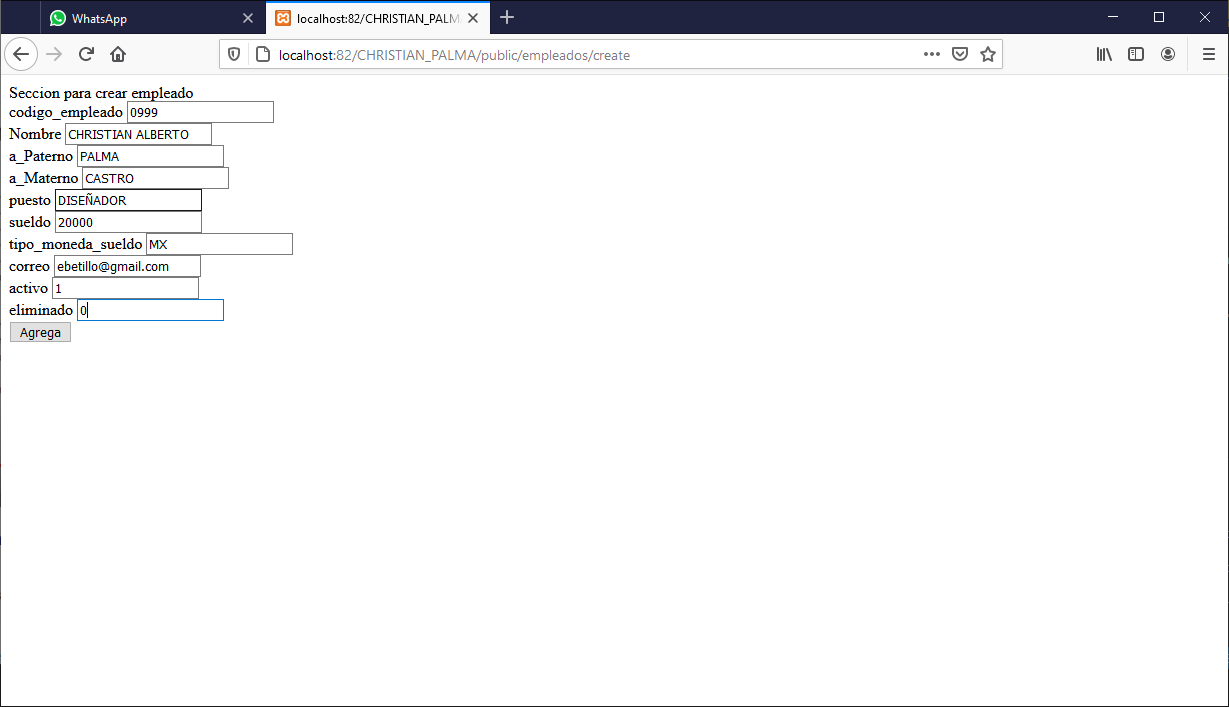 WhatsApp
localhost:82/CHRISTIAN_PALMA
localhost:82/CHRISTIAN_PALMA/public/empleados/create
Seccion para crear empleado
codigo_empleado 0999
Nombre CHRISTIAN ALBERTO
a_Paterno PALMA
a_Materno CASTRO
puesto DISEÑADOR
sueldo 20000
tipo_moneda_sueldo MX
correo ebetillo@gmail.com
activo 1
eliminado 0
Agrega